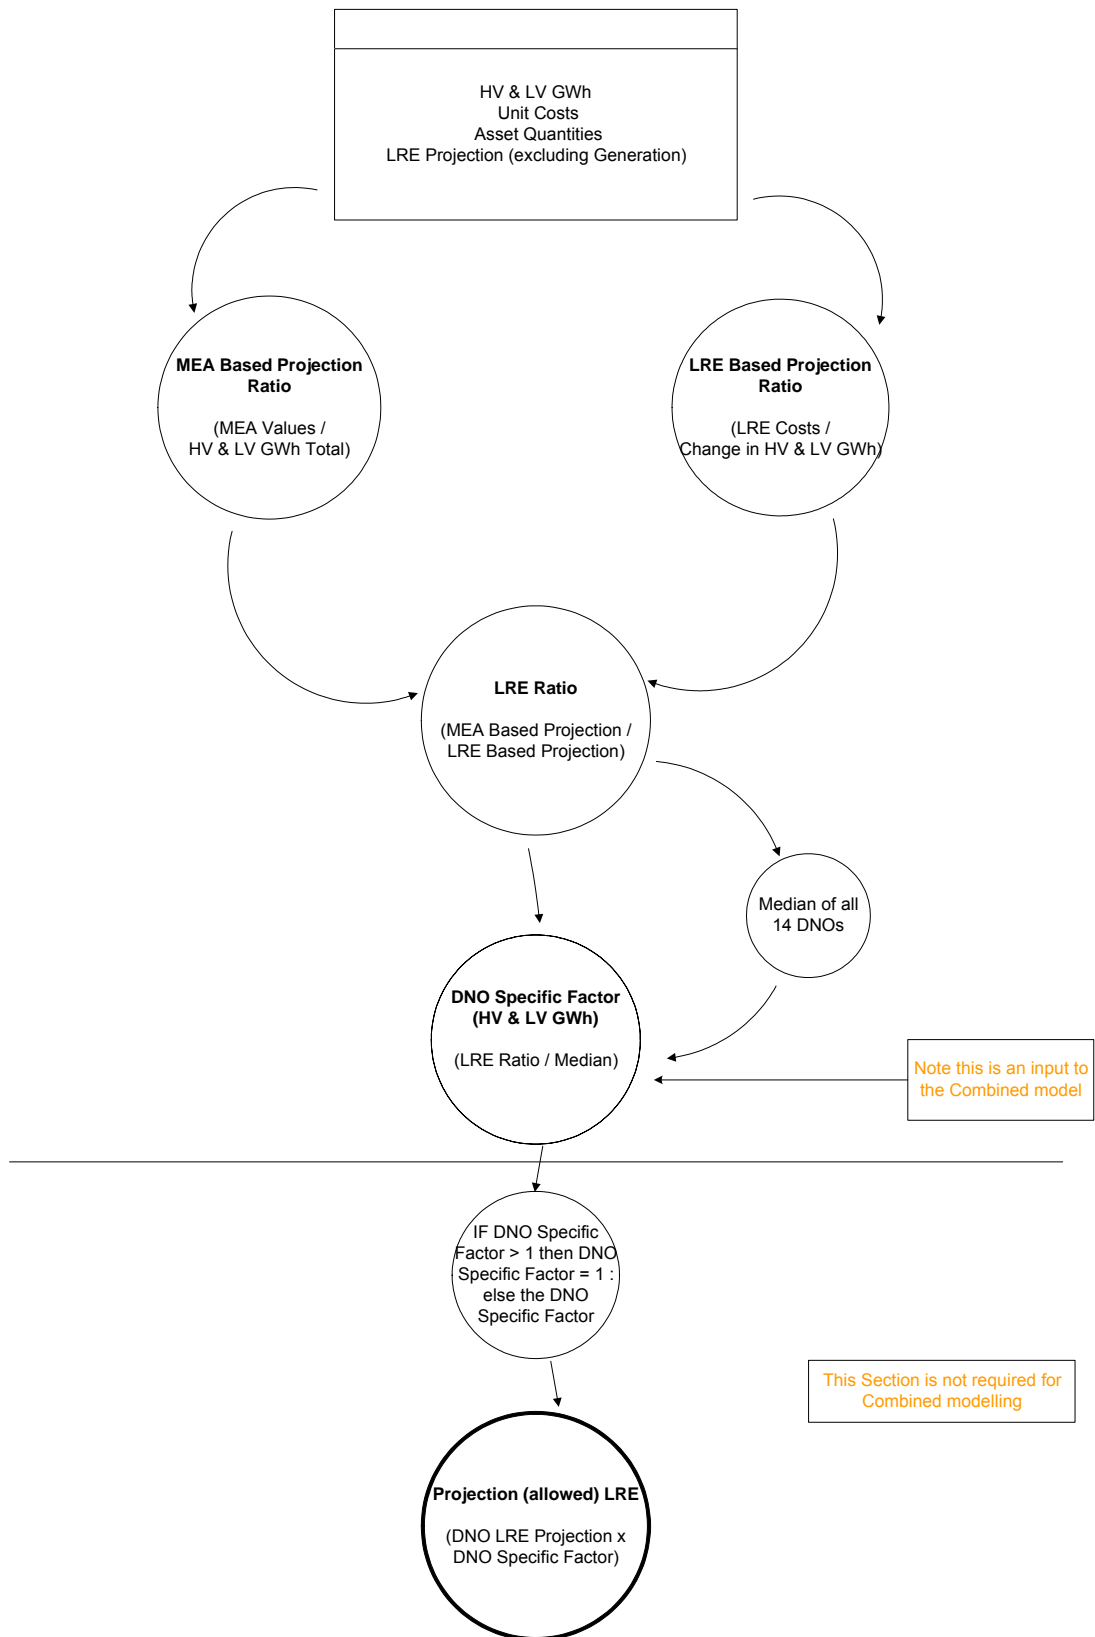 HV & LV GWh
Unit Costs
Asset Quantities
LRE Projection (excluding Generation)
MEA Based Projection
Ratio
(MEA Values /
HV & LV GWh Total)
LRE Based Projection
Ratio
(LRE Costs /
Change in HV & LV GWh)
LRE Ratio
(MEA Based Projection /
LRE Based Projection)
Median of all
14 DNOs
DNO Specific Factor
(HV & LV GWh)
(LRE Ratio / Median)
Note this is an input to
the Combined model
IF DNO Specific
Factor > 1 then DNO
Specific Factor = 1 :
else the DNO
Specific Factor
This Section is not required for
Combined modelling
Projection (allowed) LRE
(DNO LRE Projection x
DNO Specific Factor)